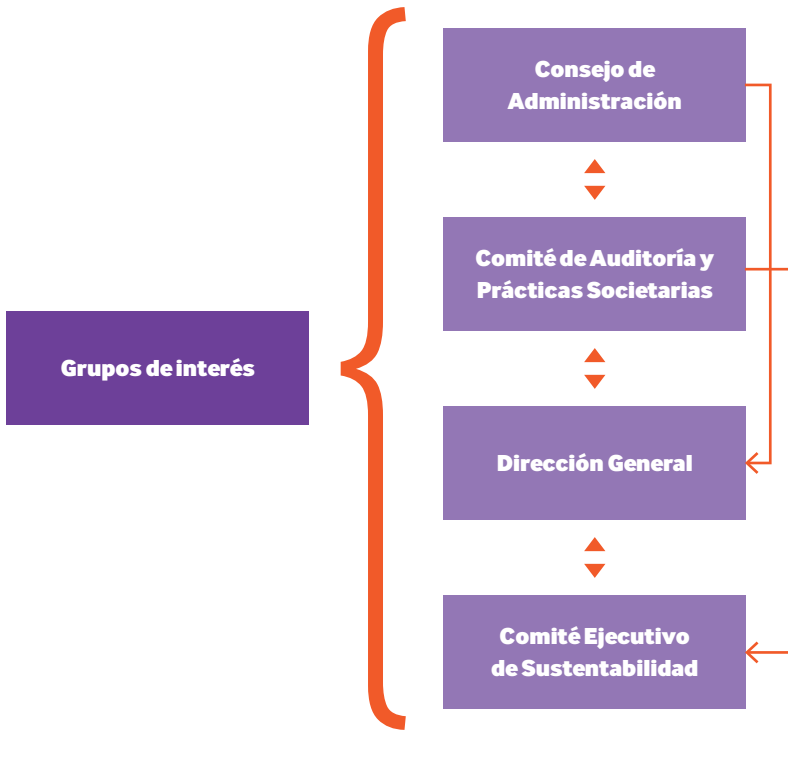 Consejo de
Administración
Comité de Auditoría y
Prácticas Societarias
Grupos de interés
Dirección General
Comité Ejecutivo
de Sustentabilidad